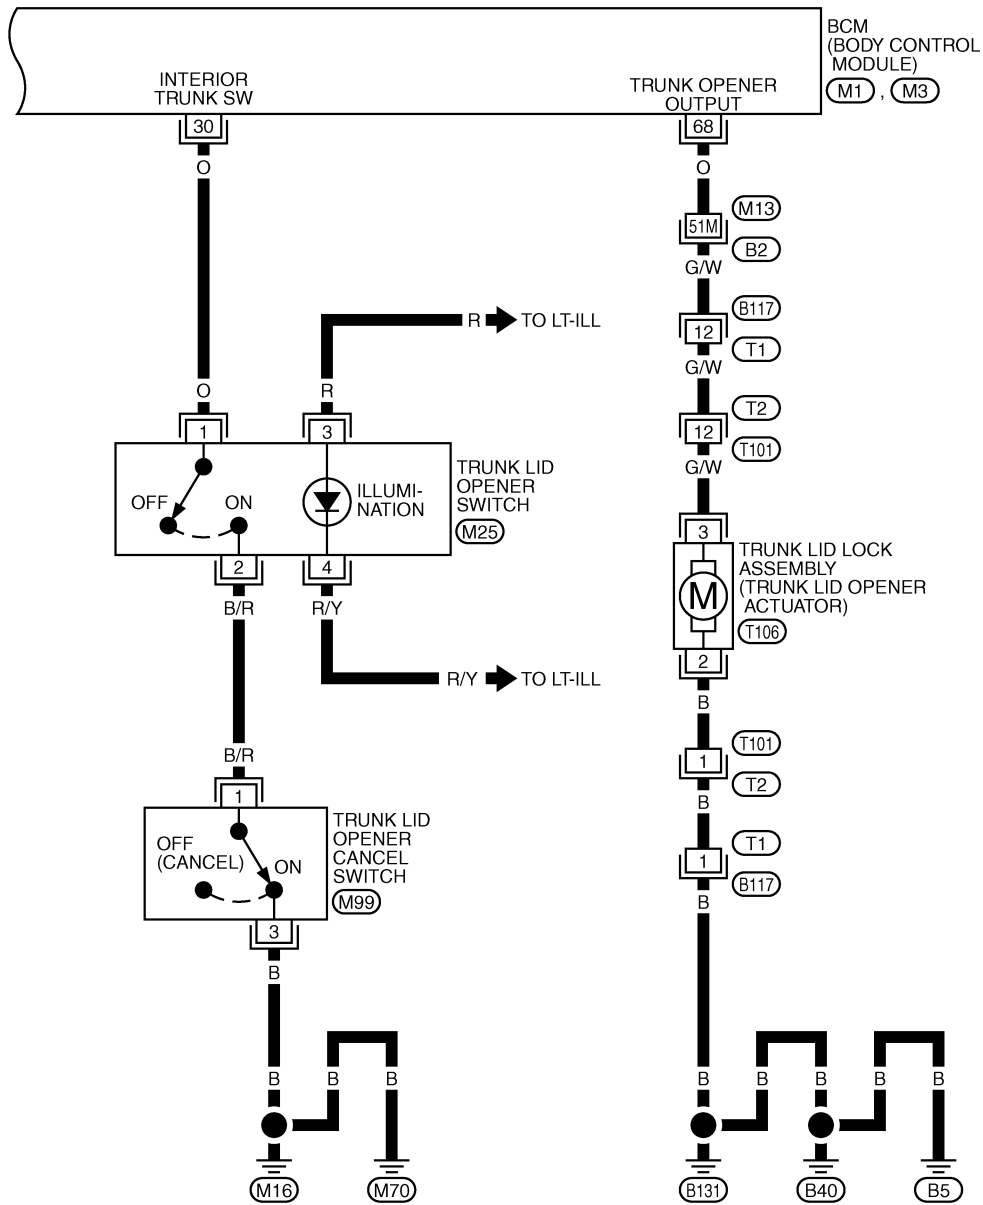 BCM
(BODY CONTROL
MODULE)
M1 , M3
INTERIOR
TRUNK SW
TRUNK OPENER
OUTPUT
30
68
O
O
M13
51M
B2
G/W
B117
12
T1
G/W
R
TO LT-ILL
O
R
T2
12
T101
G/W
1
3
TRUNK LID
OPENER
SWITCH
M25
OFF
ON
ILLUMI-
NATION
2
4
B/R
R/Y
3
TRUNK LID LOCK
ASSEMBLY
(TRUNK LID OPENER
ACTUATOR)
T106
M
2
B
R/Y
TO LT-ILL
B/R
T101
1
T2
B
1
TRUNK LID
OPENER
CANCEL
SWITCH
M99
OFF
(CANCEL)
ON
3
B
T1
1
B117
B
B
B
B
B
B
B
B
B
M16
M70
B131
B40
B5